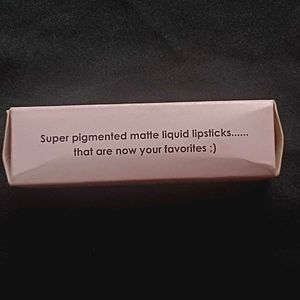 Super pigmented matte liquid lipsticks......
that are now your favorites ;)